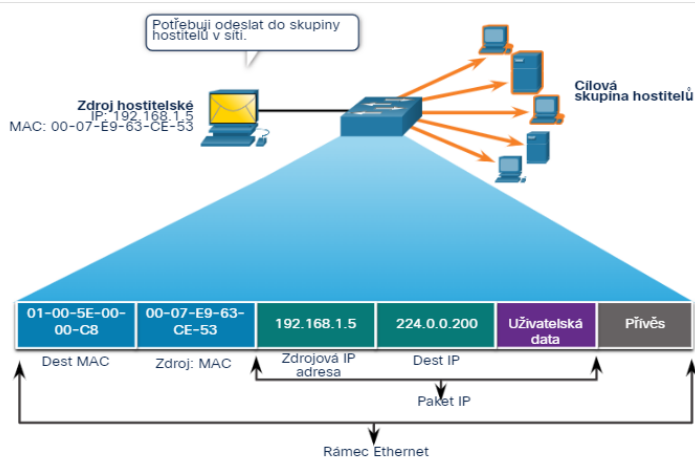 Potřebuji odeslat do skupiny
hostitelů v síti.
Zdroj hostitelské
IP: 192.168.1.5
MAC: 00-07-E9-63-CE-53
Cílová
skupina hostitelů
01-00-5E-00-
00-C8
00-07-E9-63-
CE-53
192.168.1.5
224.0.0.200
Uživatelská
data
Přívěs
Dest MAC
Zdroj: MAC
Zdrojová IP
adresa
Dest IP
Paket IP
Rámec Ethernet